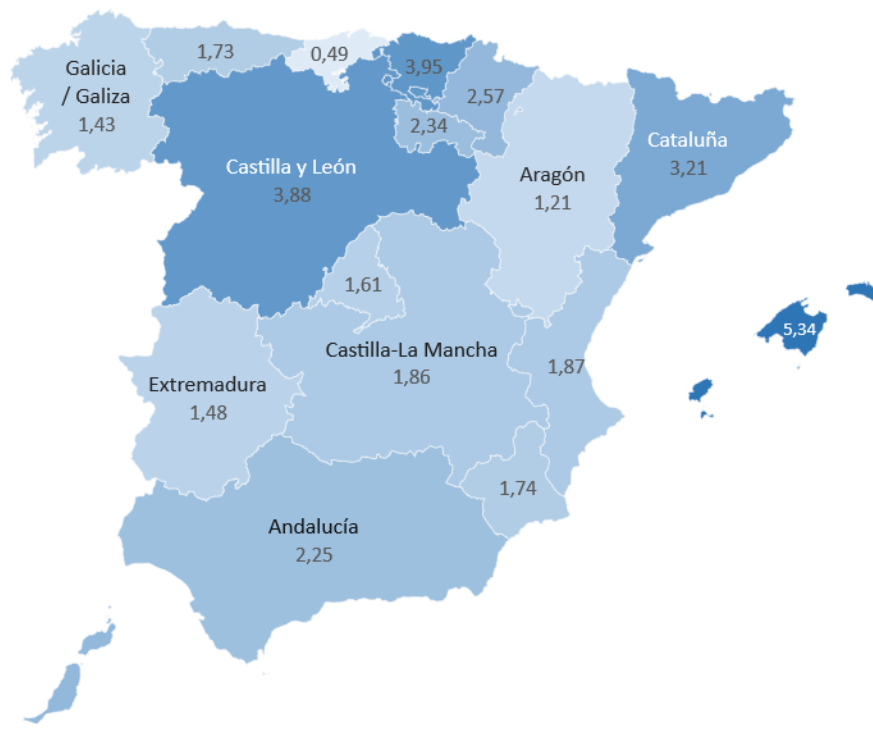 1,73
0,49
3,95
Galicia
/ Galiza
1,43
2,57
2,34
Cataluña
3,21
Castilla y León
3,88
Aragón
1,21
1,61
5,34
Castilla-La Mancha
1,86
1,87
Extremadura
1,48
1,74
Andalucía
2,25